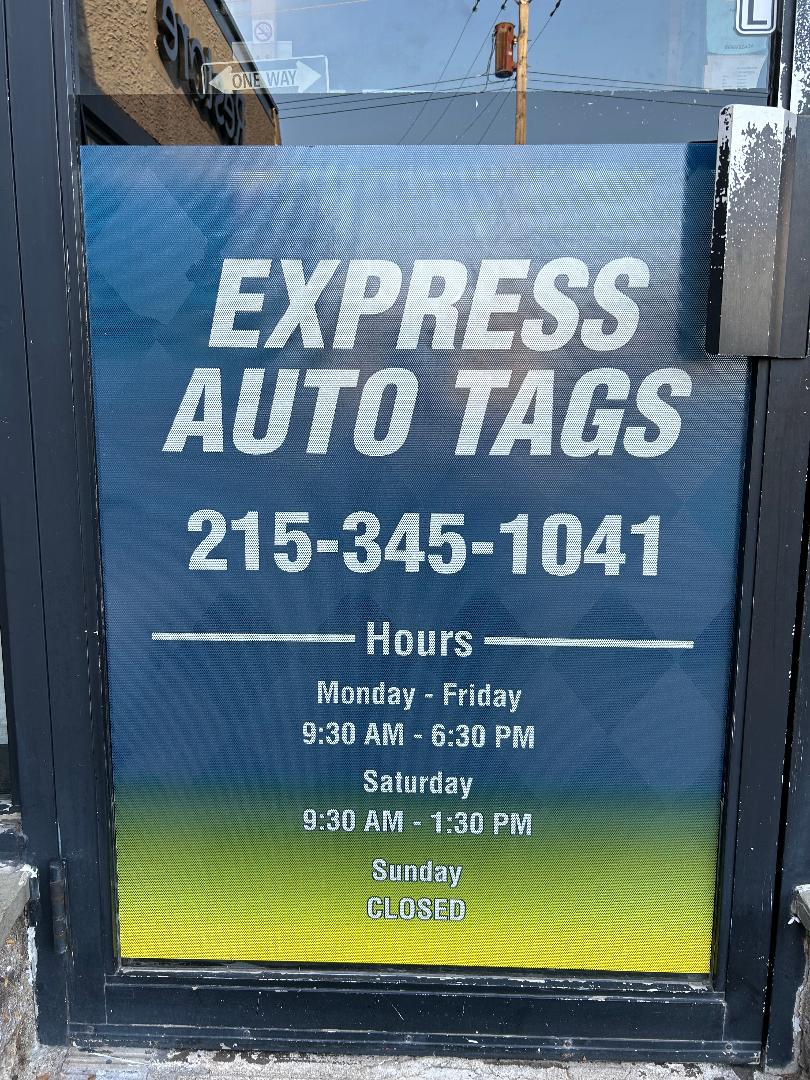 ONE WAY
EXPRESS
AUTO TAGS
215-345-1041
Hours
Monday - Friday
9:30 AM - 6:30 PM
Saturday
9:30 AM - 1:30 PM
Sunday
CLOSED